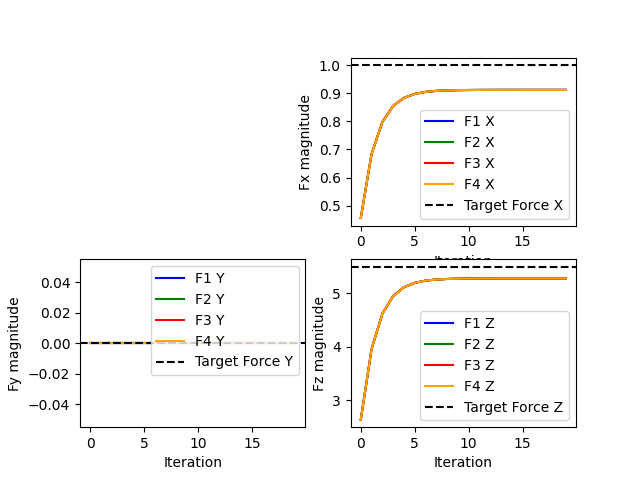 Fx magnitude
1.0
0.9
0.8
0.7
0.6
0.5
F1 X
F2 X
F3 X
F4 X
Target Force X
0 5 10 15
Iteration
Fy magnitude
0.04
0.02
0.00
−0.02
−0.04
F1 Y
F2 Y
F3 Y
F4 Y
Target Force Y
0 5 10 15
Iteration
Fz magnitude
5
4
3
F1 Z
F2 Z
F3 Z
F4 Z
Target Force Z
0 5 10 15
Iteration